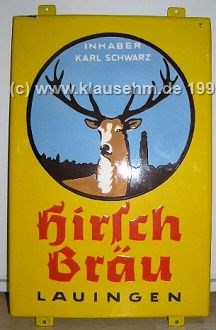 INHABER
KARL SCHWARZ
(c) www.klausehm.de 199
Hirsch
Bräu
LAUINGEN